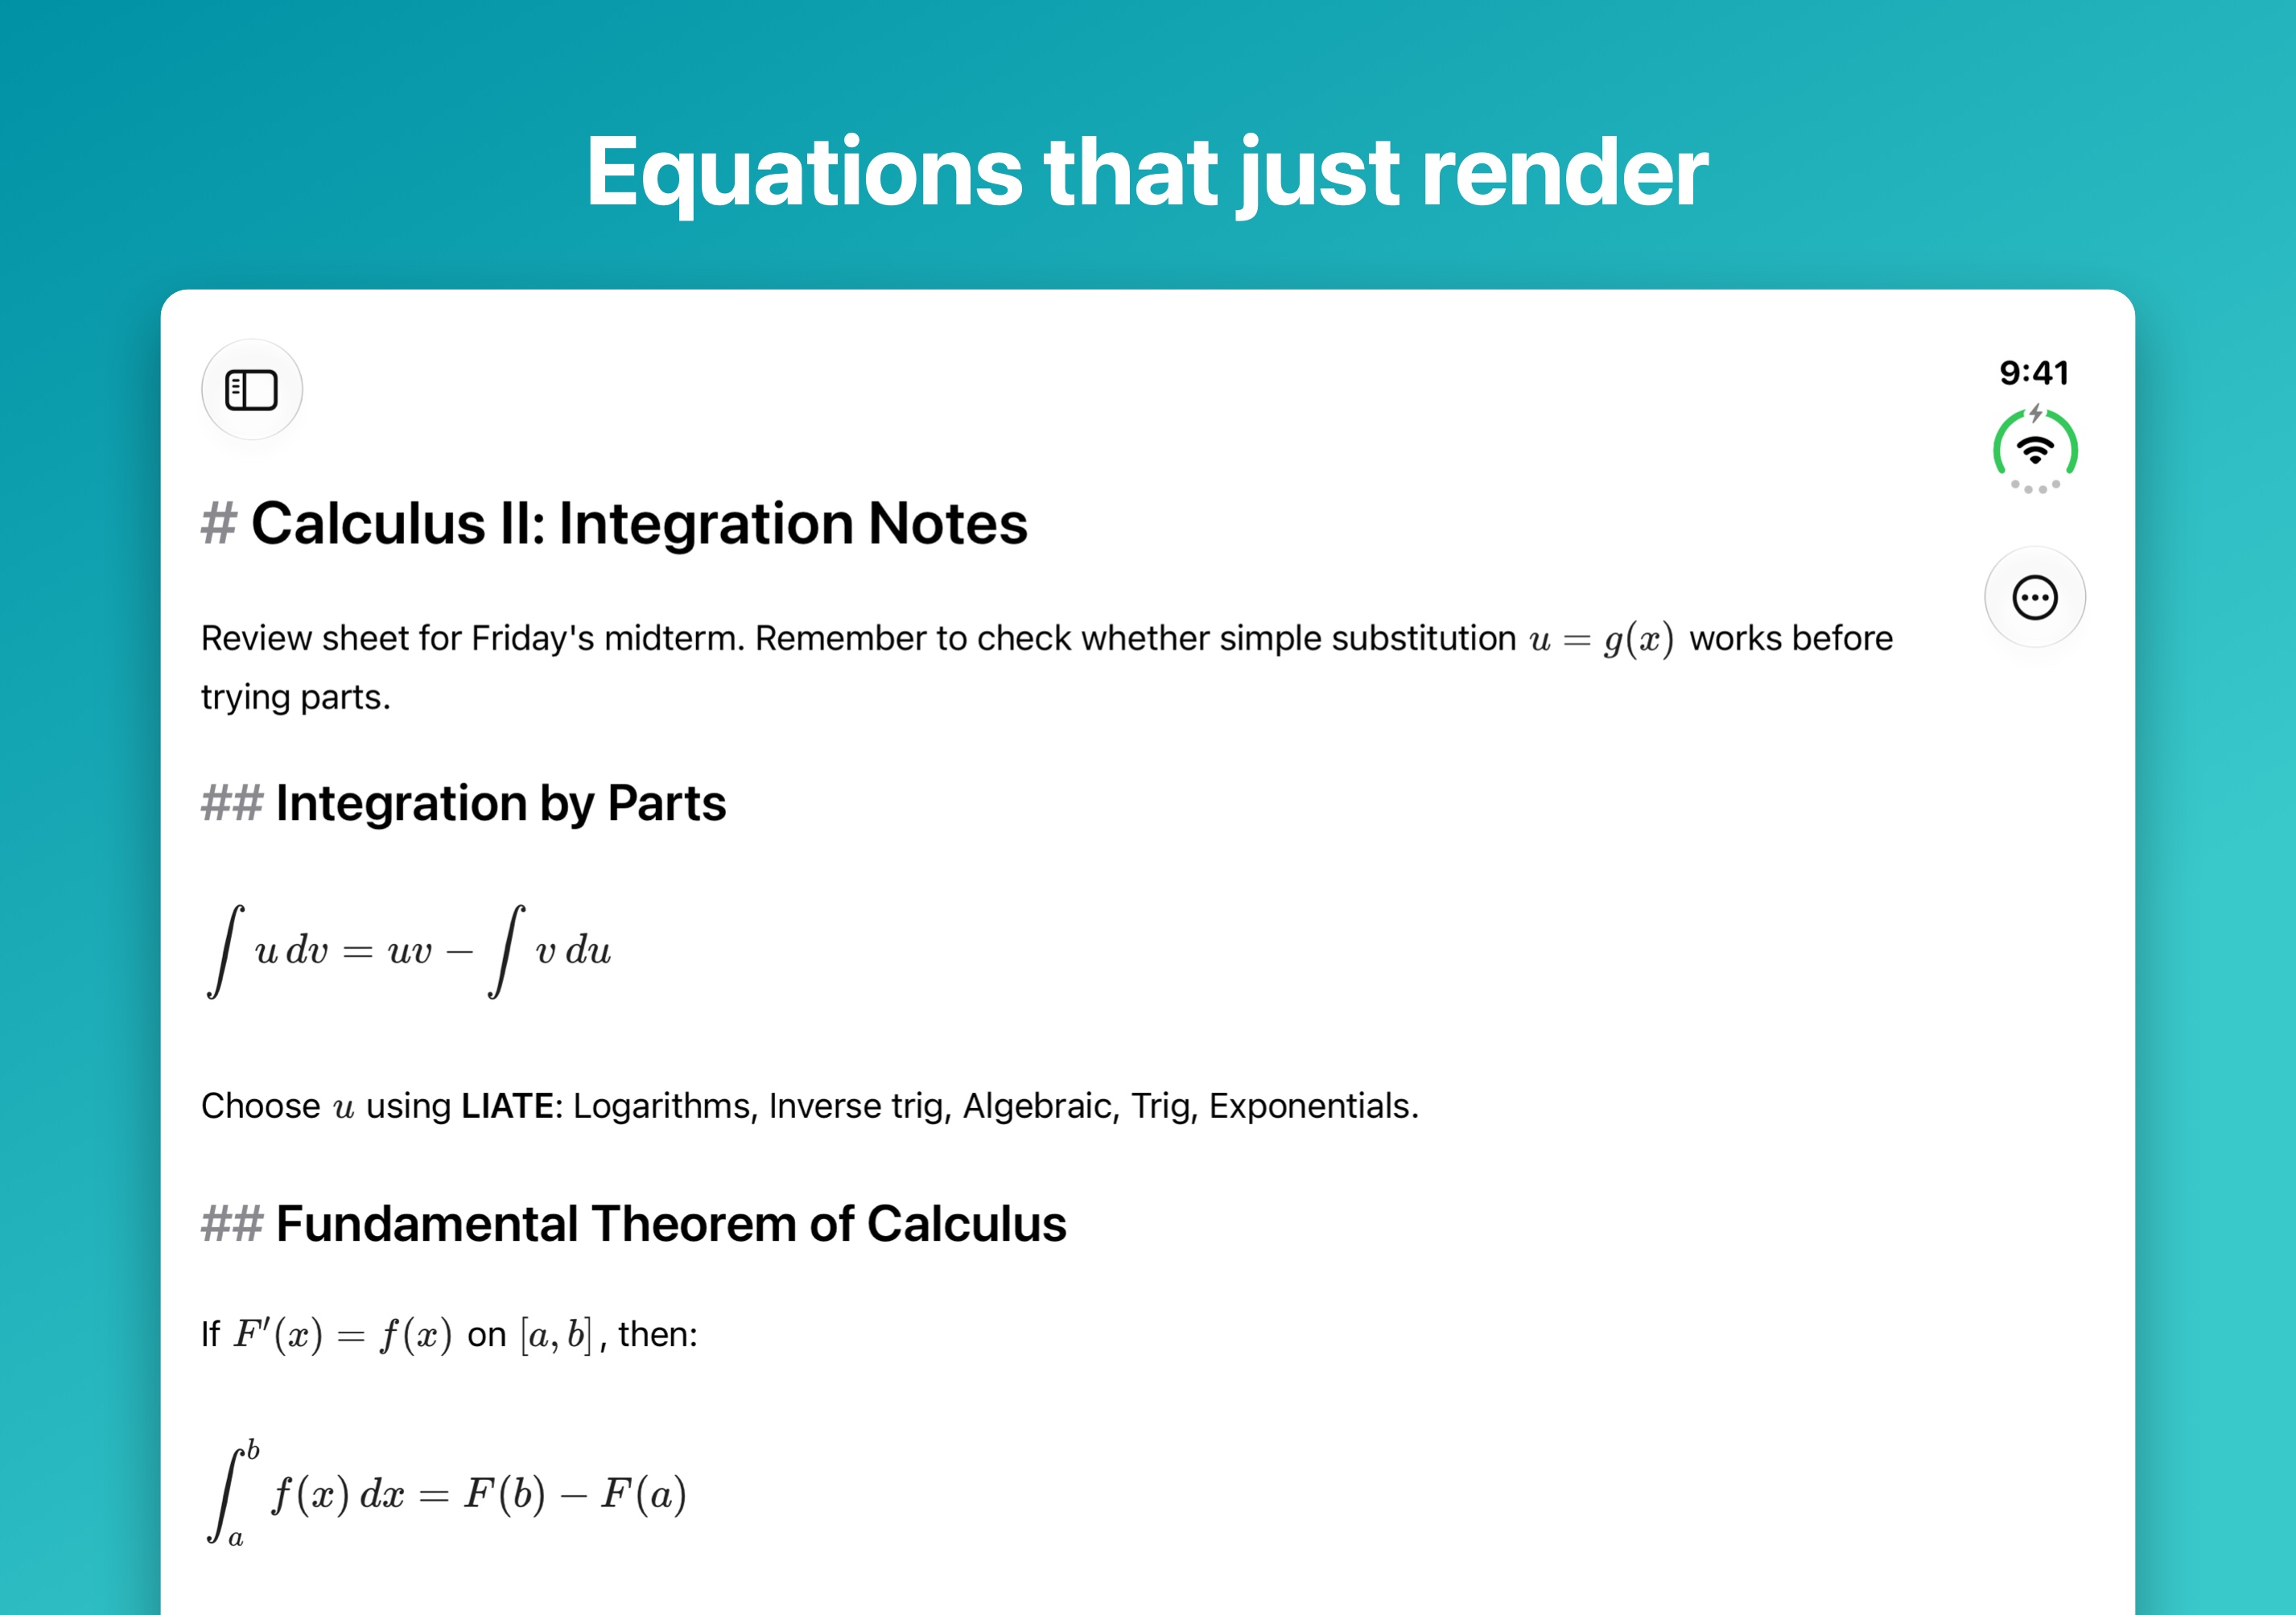 Equations that just render
9:41
# Calculus II: Integration Notes
Review sheet for Friday's midterm. Remember to check whether simple substitution u = g(x) works before
trying parts.
## Integration by Parts
∫ u dv = uv − ∫ v du
Choose u using LIATE: Logarithms, Inverse trig, Algebraic, Trig, Exponentials.
## Fundamental Theorem of Calculus
If F′(x) = f(x) on [a, b], then:
∫_a^b f(x) dx = F(b) − F(a)